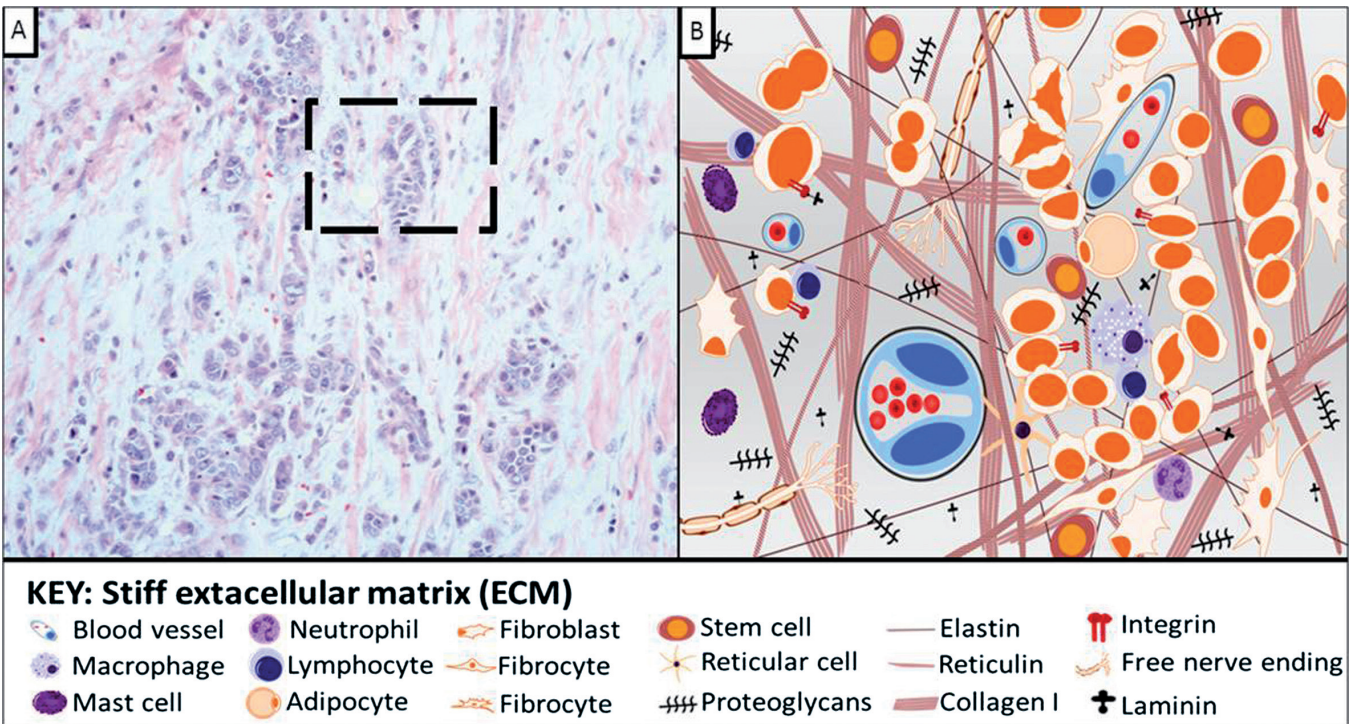 A
B
KEY: Stiff extacellular matrix (ECM)
Blood vessel Neutrophil Fibroblast Stem cell Elastin Integrin
Macrophage Lymphocyte Fibrocyte Reticular cell Reticulin Free nerve ending
Mast cell Adipocyte Fibrocyte Proteoglycans Collagen I Laminin